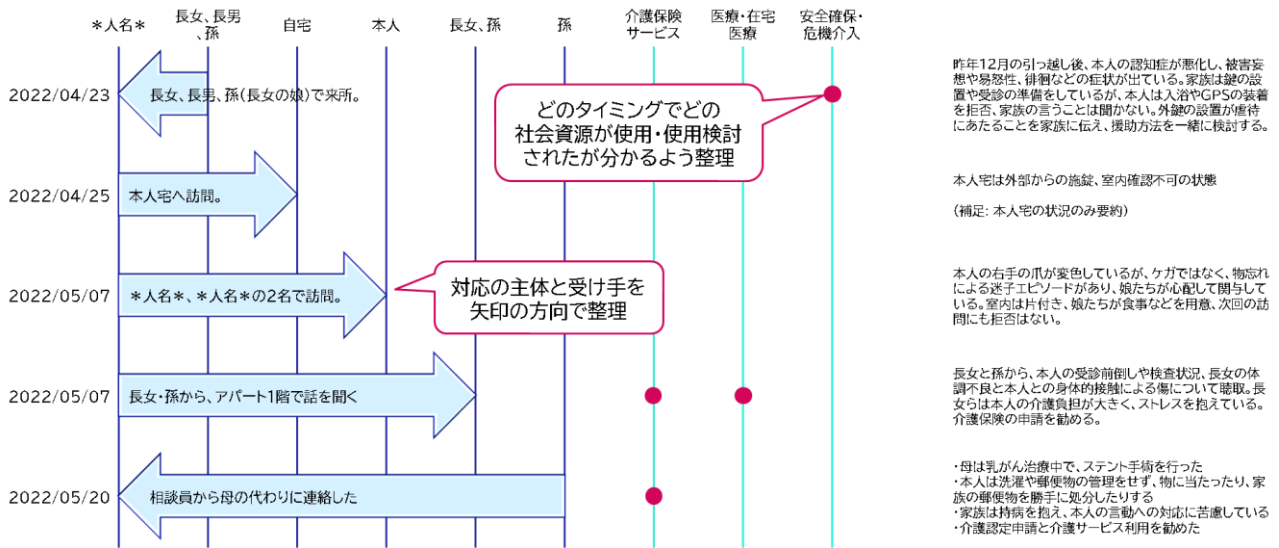 ＊人名＊
長女、長男
、孫
自宅
本人
長女、孫
孫
介護保険
サービス
医療・在宅
医療
安全確保・
危機介入
2022/04/23
長女、長男、孫(長女の娘)で来所。
どのタイミングでどの
社会資源が使用・使用検討
されたが分かるよう整理
昨年12月の引っ越し後、本人の認知症が悪化し、被害妄
想や易怒性、徘徊などの症状が出ている。家族は鍵の設
置や受診の準備をしているが、本人は入浴やGPSの装着
を拒否、家族の言うことは聞かない。外鍵の設置が虐待
にあたることを家族に伝え、援助方法を一緒に検討する。
2022/04/25
本人宅へ訪問。
本人宅は外部からの施錠、室内確認不可の状態
(補足: 本人宅の状況のみ要約)
2022/05/07
＊人名＊、＊人名＊の2名で訪問。
対応の主体と受け手を
矢印の方向で整理
本人の右手の爪が変色しているが、ケガではなく、物忘れ
による迷子エピソードがあり、娘たちが心配して関与して
いる。室内は片付き、娘たちが食事などを用意、次回の訪
問にも拒否はない。
2022/05/07
長女・孫から、アパート1階で話を聞く
長女と孫から、本人の受診前倒しや検査状況、長女の体
調不良と本人との身体的接触による傷について聴取。長
女らは本人の介護負担が大きく、ストレスを抱えている。
介護保険の申請を勧める。
2022/05/20
相談員から母の代わりに連絡した
・母は乳がん治療中で、ステント手術を行った
・本人は洗濯や郵便物の管理をせず、物に当たったり、家
族の郵便物を勝手に処分したりする
・家族は持病を抱え、本人の言動への対応に苦慮している
・介護認定申請と介護サービス利用を勧めた